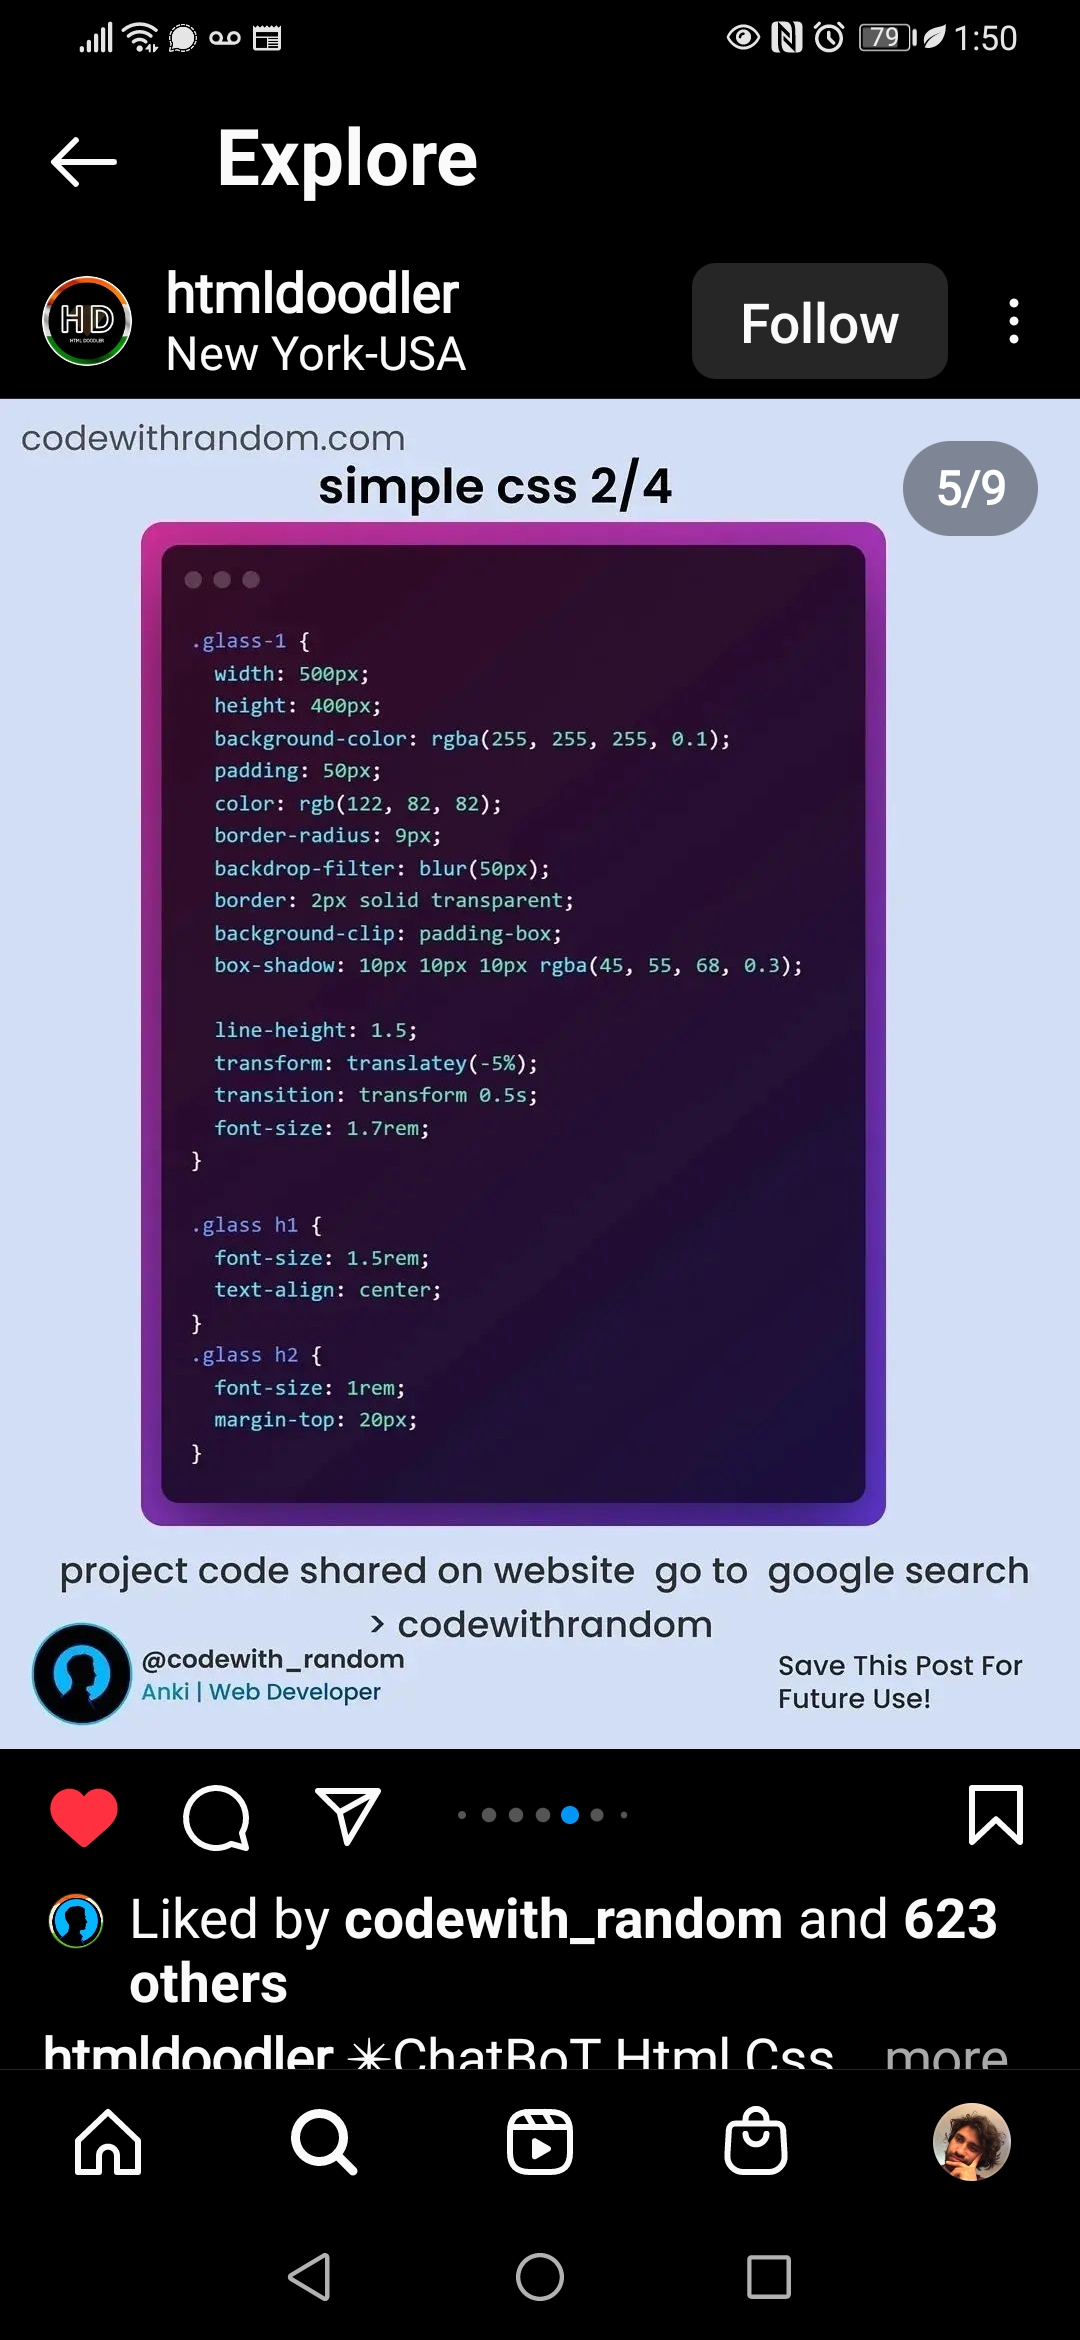 79 1:50
Explore
HD
HTML DOODLER
htmldoodler
New York-USA
Follow
codewithrandom.com
simple css 2/4
5/9
.glass-1 {
  width: 500px;
  height: 400px;
  background-color: rgba(255, 255, 255, 0.1);
  padding: 50px;
  color: rgb(122, 82, 82);
  border-radius: 9px;
  backdrop-filter: blur(50px);
  border: 2px solid transparent;
  background-clip: padding-box;
  box-shadow: 10px 10px 10px rgba(45, 55, 68, 0.3);
  line-height: 1.5;
  transform: translatey(-5%);
  transition: transform 0.5s;
  font-size: 1.7rem;
}
.glass h1 {
  font-size: 1.5rem;
  text-align: center;
}
.glass h2 {
  font-size: 1rem;
  margin-top: 20px;
}
project code shared on website go to google search
> codewithrandom
@codewith_random
Anki | Web Developer
Save This Post For
Future Use!
Liked by codewith_random and 623
others
htmldoodler ✴ChatBoT Html Css more